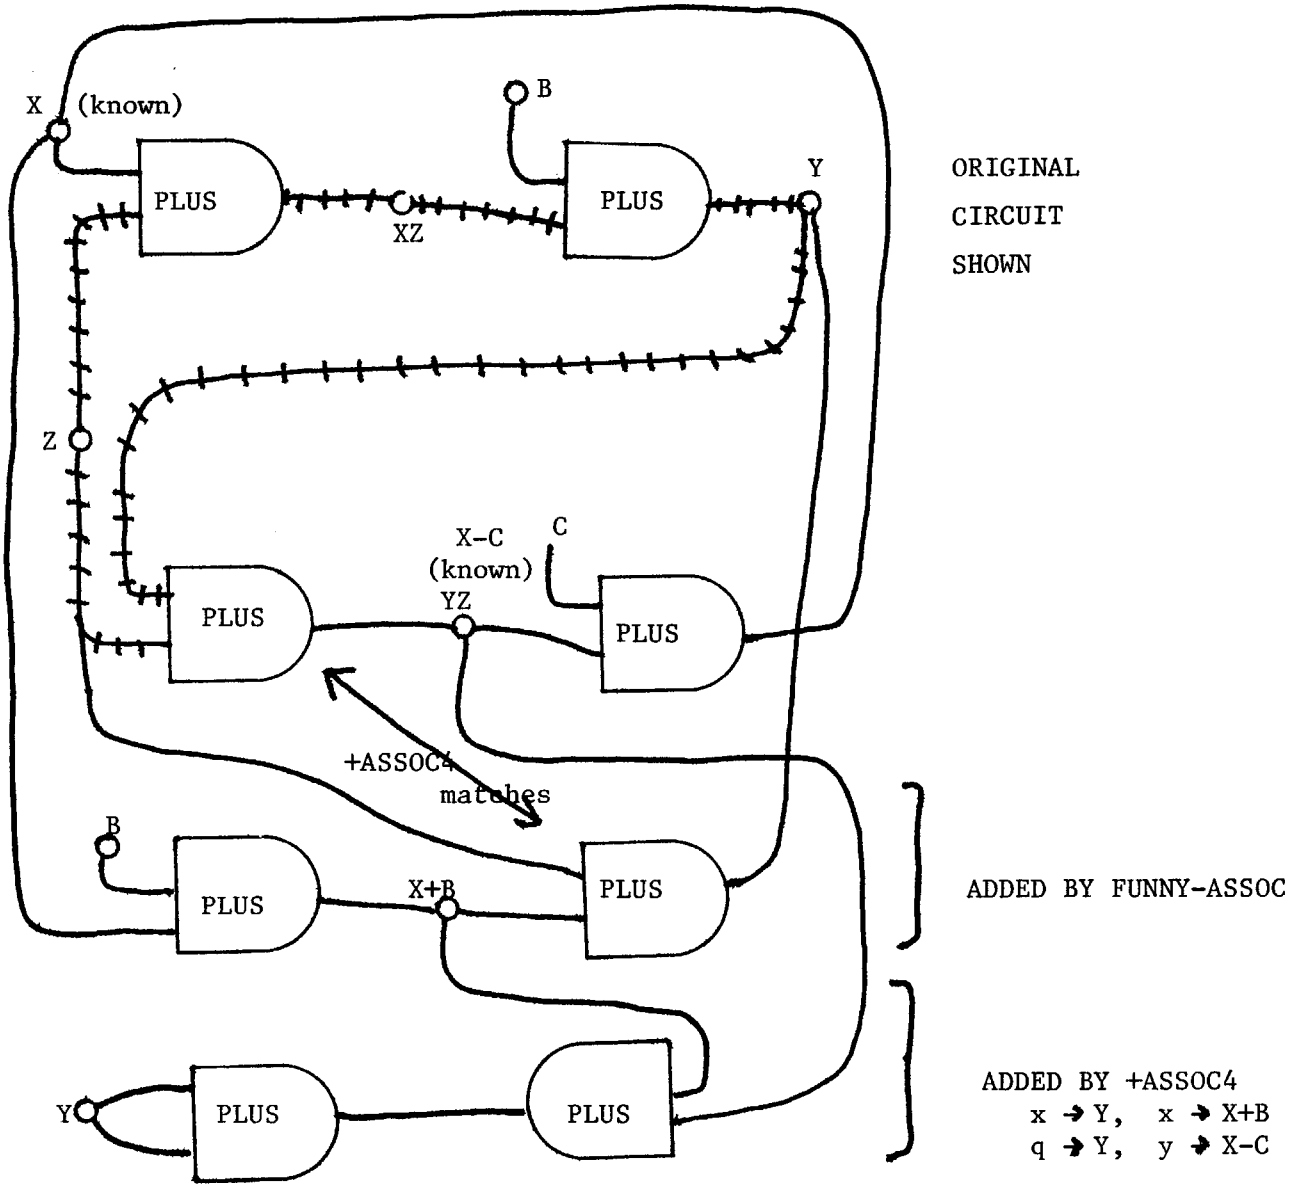 X (known)
B
Y
ORIGINAL
CIRCUIT
SHOWN
PLUS
PLUS
XZ
Z
C
X-C
(known)
YZ
PLUS
PLUS
+ASSOC4
matches
B
X+B
PLUS
PLUS
ADDED BY FUNNY-ASSOC
Y
PLUS
PLUS
ADDED BY +ASSOC4
x → Y, x → X+B
q → Y, y → X-C